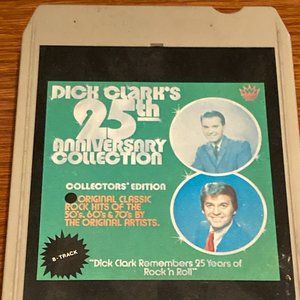 DICK CLARK'S
25th
ANNIVERSARY
COLLECTION
COLLECTORS' EDITION
ORIGINAL CLASSIC
ROCK HITS OF THE
50's, 60's & 70's BY
THE ORIGINAL ARTISTS.
8-TRACK
"Dick Clark Remembers 25 Years of
Rock 'n Roll"